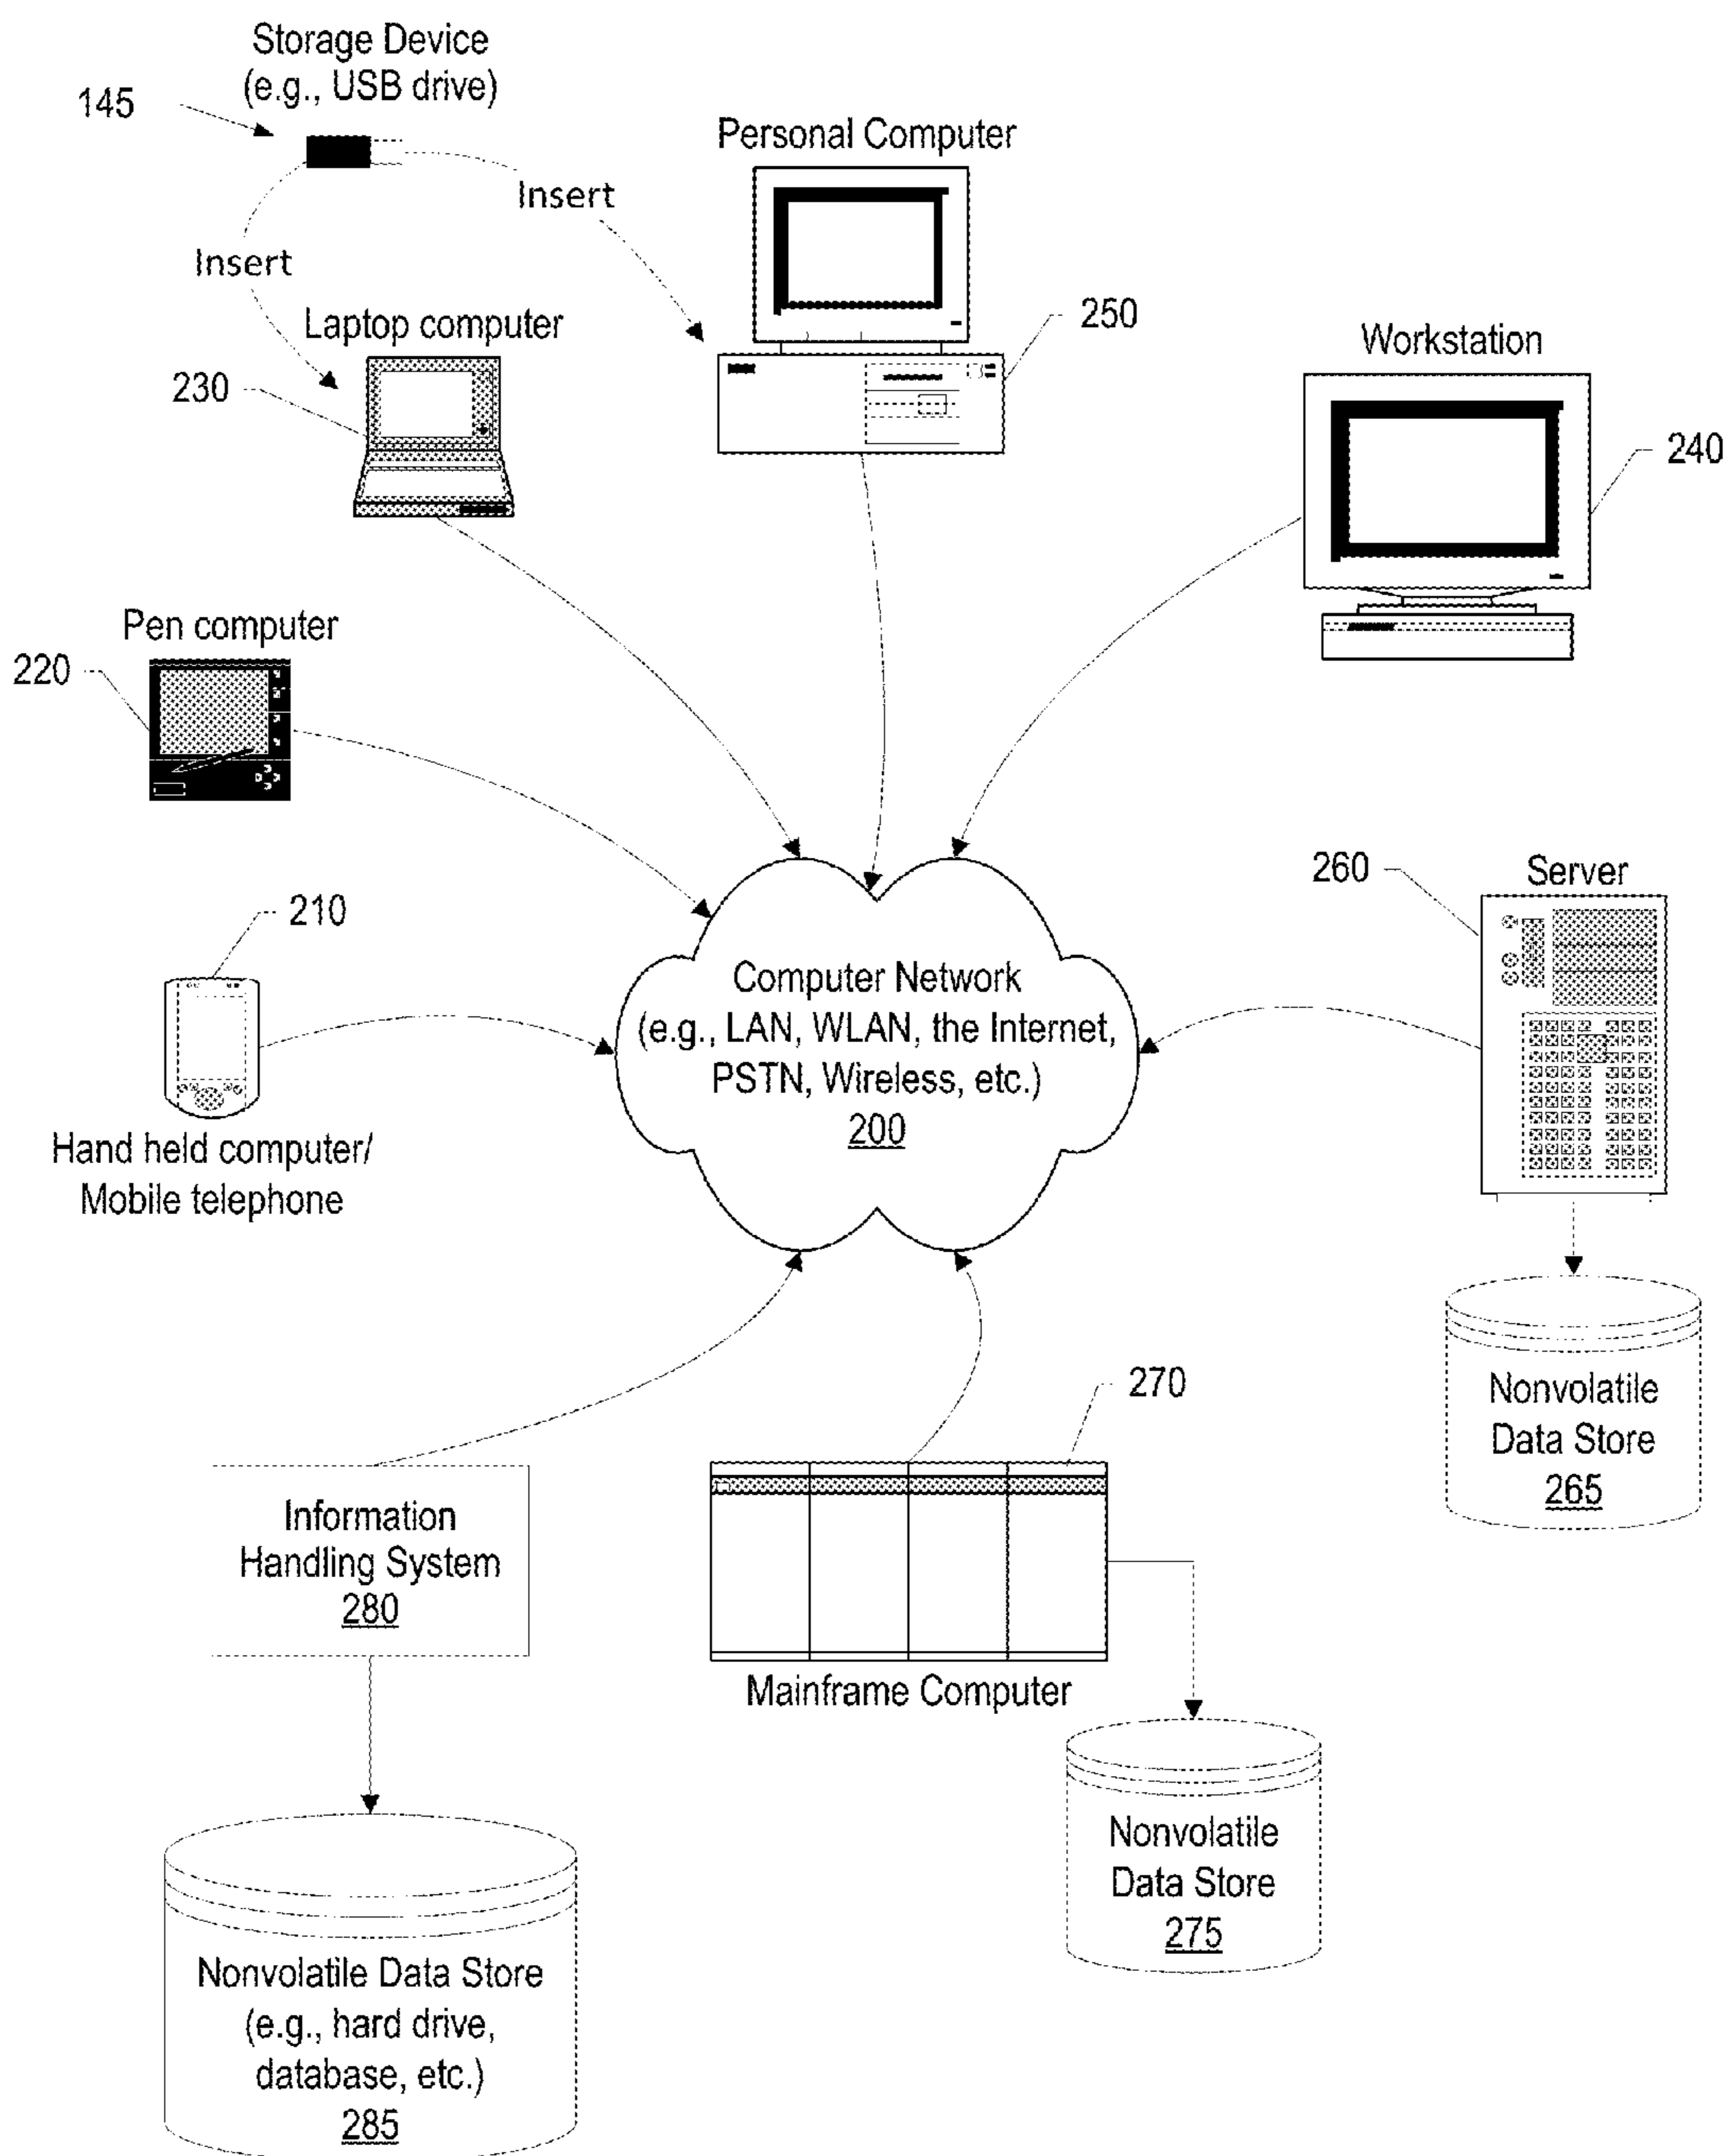 Storage Device
(e.g., USB drive)
145
Personal Computer
Insert
Insert
Laptop computer
250
Workstation
230
240
Pen computer
220
260
Server
210
Computer Network
(e.g., LAN, WLAN, the Internet,
PSTN, Wireless, etc.)
200
Hand held computer/
Mobile telephone
270
Nonvolatile
Data Store
265
Information
Handling System
280
Mainframe Computer
Nonvolatile
Data Store
275
Nonvolatile Data Store
(e.g., hard drive,
database, etc.)
285